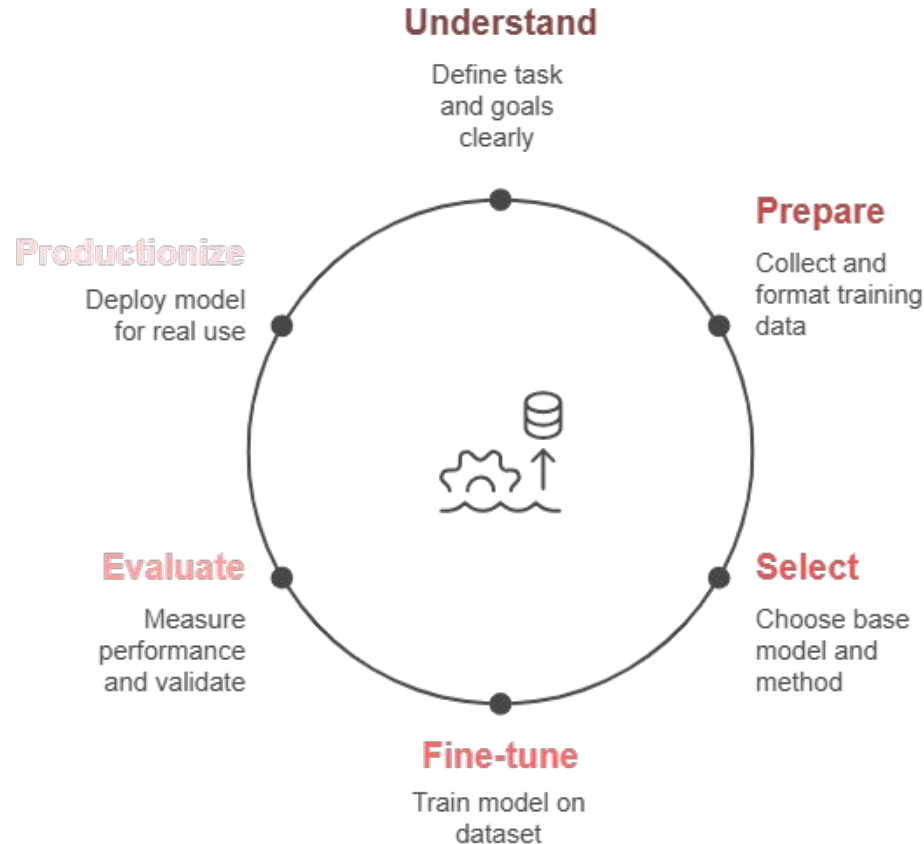 Understand
Define task
and goals
clearly
Prepare
Collect and
format training
data
Select
Choose base
model and
method
Fine-tune
Train model on
dataset
Evaluate
Measure
performance
and validate
Productionize
Deploy model
for real use